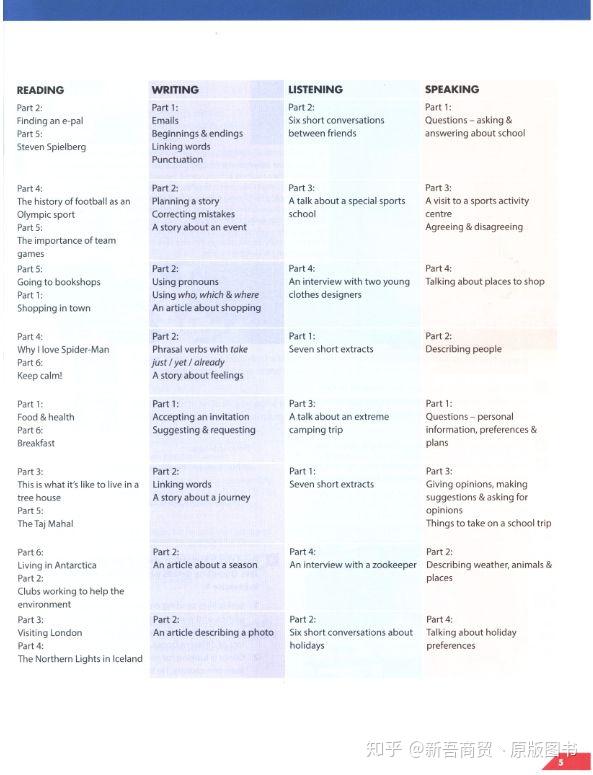 READING
Part 2:
Finding an e-pal
Part 5:
Steven Spielberg
Part 4:
The history of football as an
Olympic sport
Part 5:
The importance of team
games
Part 5:
Going to bookshops
Part 1:
Shopping in town
Part 4:
Why I love Spider-Man
Part 6:
Keep calm!
Part 1:
Food & health
Part 6:
Breakfast
Part 3:
This is what it's like to live in a
tree house
Part 5:
The Taj Mahal
Part 6:
Living in Antarctica
Part 2:
Clubs working to help the
environment
Part 3:
Visiting London
Part 4:
The Northern Lights in Iceland
WRITING
Part 1:
Emails
Beginnings & endings
Linking words
Punctuation
Part 2:
Planning a story
Correcting mistakes
A story about an event
Part 2:
Using pronouns
Using who, which & where
An article about shopping
Part 2:
Phrasal verbs with take
just / yet / already
A story about feelings
Part 1:
Accepting an invitation
Suggesting & requesting
Part 2:
Linking words
A story about a journey
Part 2:
An article about a season
Part 2:
An article describing a photo
LISTENING
Part 2:
Six short conversations
between friends
Part 3:
A talk about a special sports
school
Part 4:
An interview with two young
clothes designers
Part 1:
Seven short extracts
Part 3:
A talk about an extreme
camping trip
Part 1:
Seven short extracts
Part 4:
An interview with a zookeeper
Part 2:
Six short conversations about
holidays
SPEAKING
Part 1:
Questions – asking &
answering about school
Part 3:
A visit to a sports activity
centre
Agreeing & disagreeing
Part 4:
Talking about places to shop
Part 2:
Describing people
Part 1:
Questions – personal
information, preferences &
plans
Part 3:
Giving opinions, making
suggestions & asking for
opinions
Things to take on a school trip
Part 2:
Describing weather, animals &
places
Part 4:
Talking about holiday
preferences
知乎 @新吾商贸丶原版图书
5